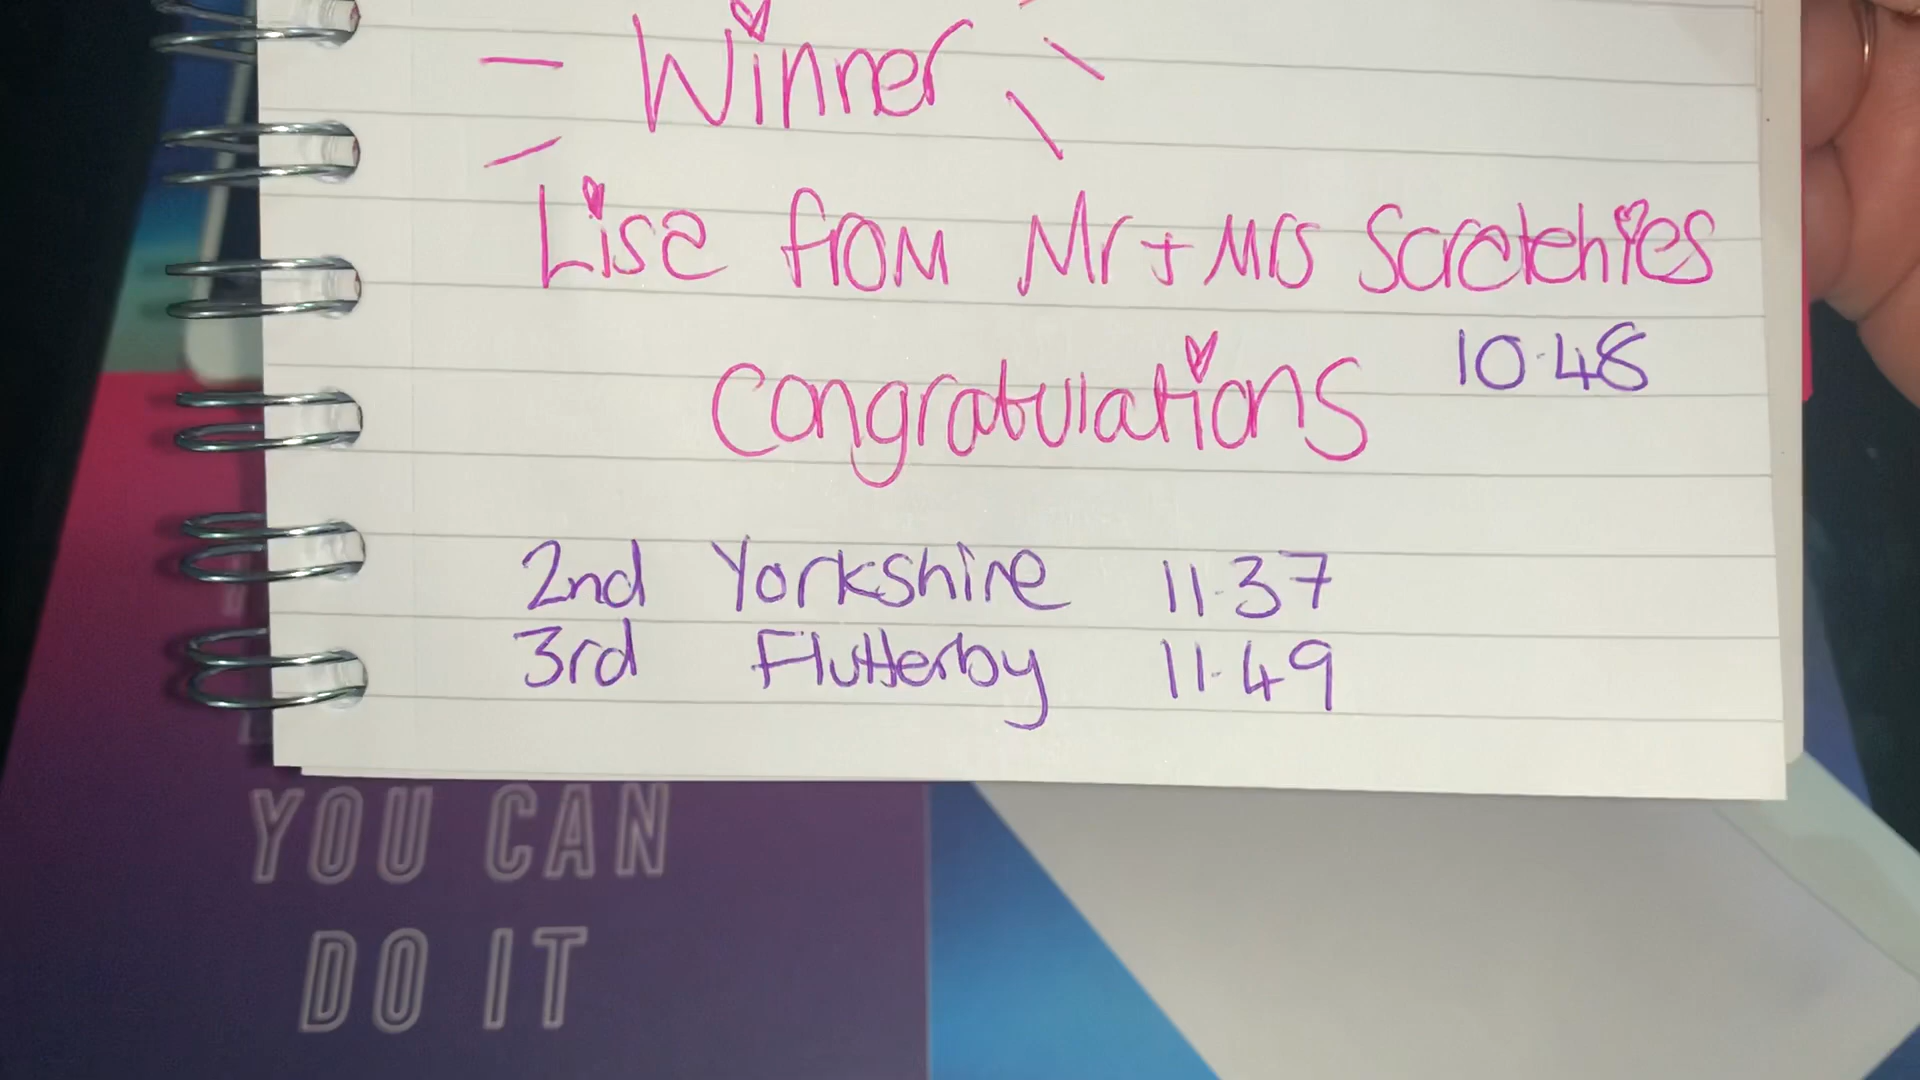 Winner
Lise from Mr + Mrs Scratchies
Congratulations 10.48
2nd Yorkshire 11.37
3rd Flutterby 11.49
YOU CAN
DO IT